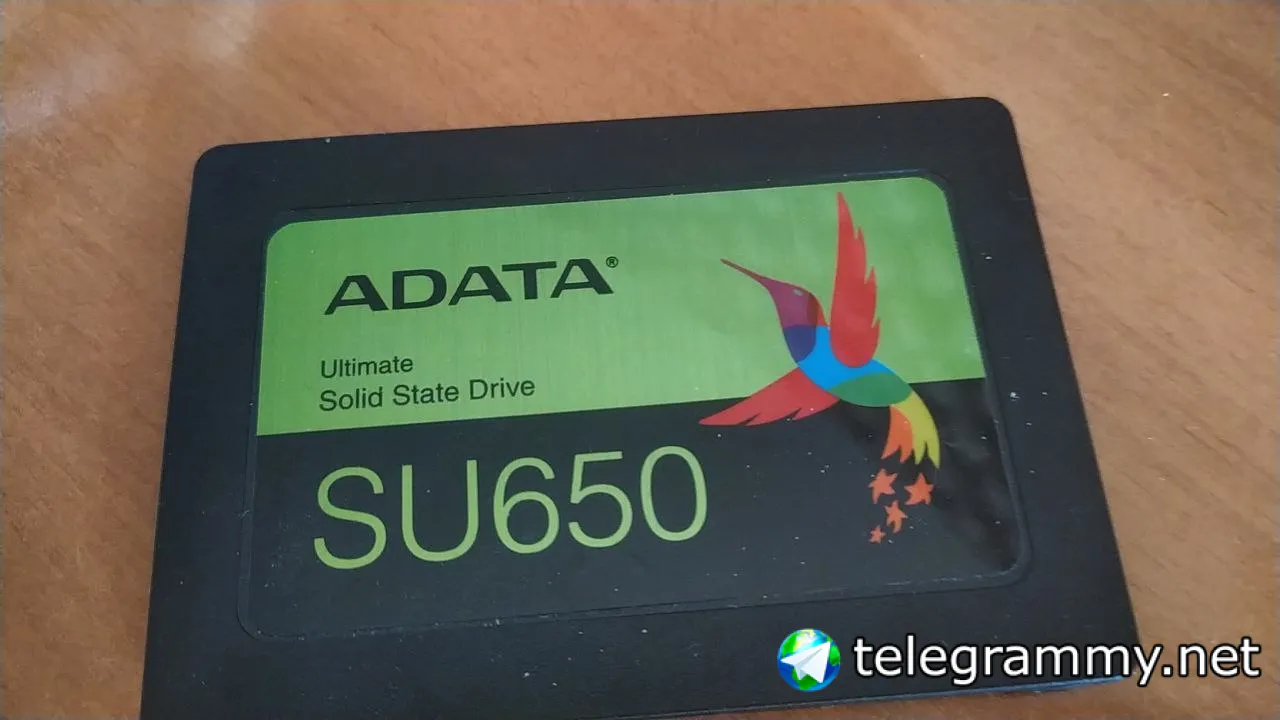 ADATA®
Ultimate
Solid State Drive
SU650
telegrammy.net